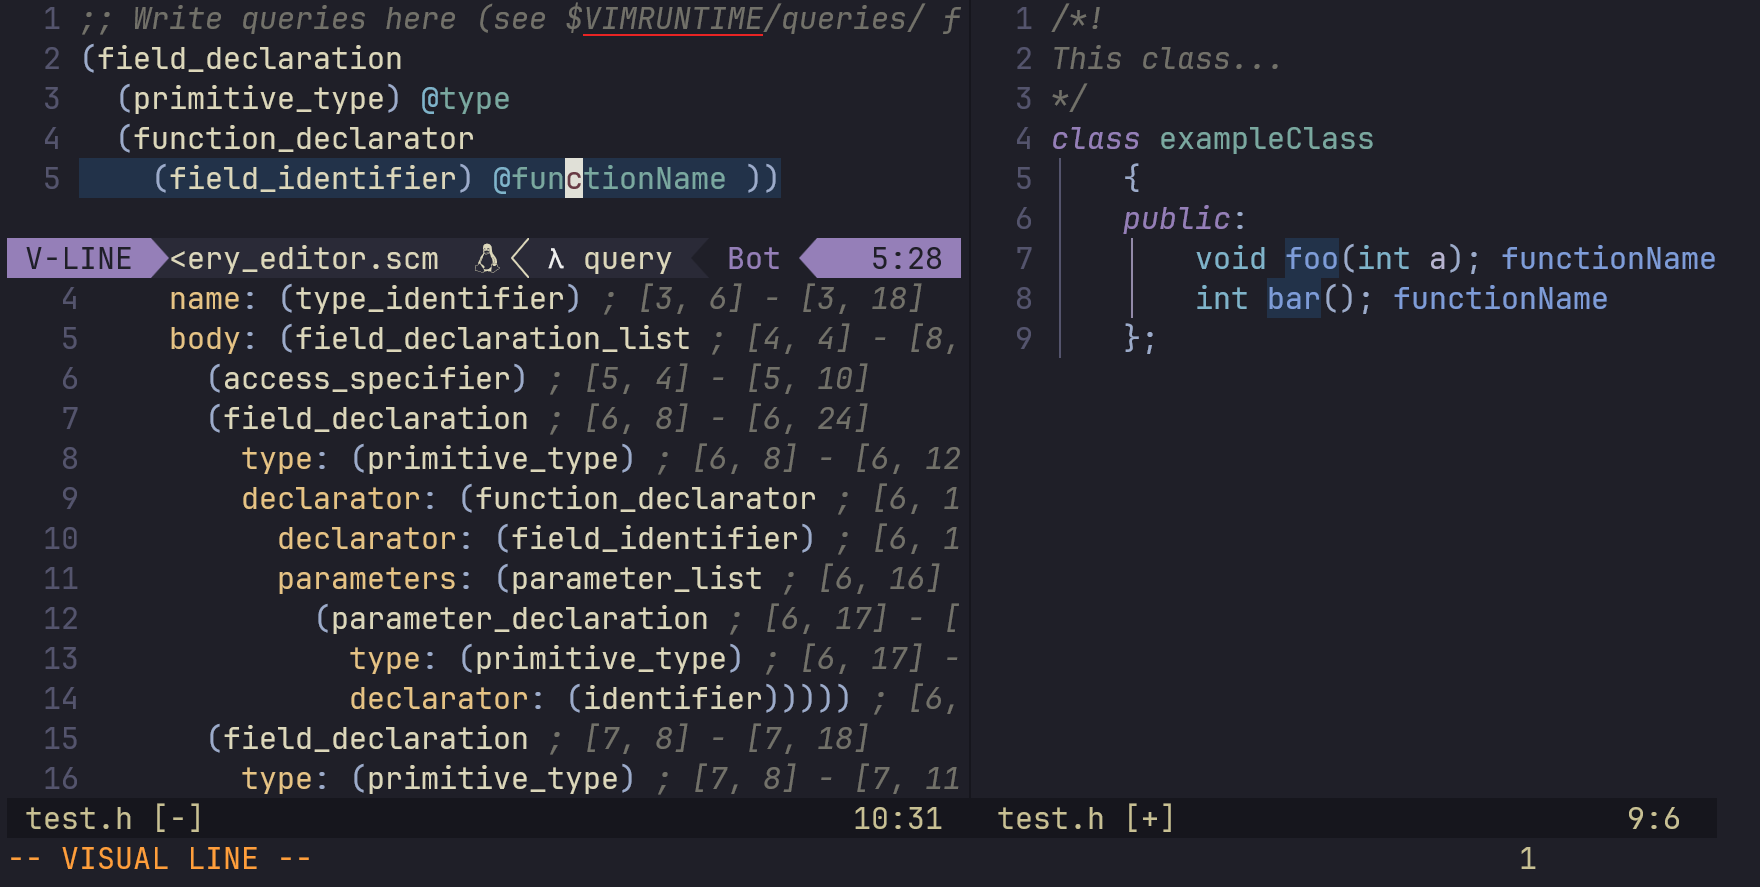 1 ;; Write queries here (see $VIMRUNTIME/queries/ f
2 (field_declaration
3   (primitive_type) @type
4   (function_declarator
5     (field_identifier) @functionName ))
V-LINE <ery_editor.scm λ query Bot 5:28
4 name: (type_identifier) ; [3, 6] - [3, 18]
5 body: (field_declaration_list ; [4, 4] - [8,
6   (access_specifier) ; [5, 4] - [5, 10]
7   (field_declaration ; [6, 8] - [6, 24]
8     type: (primitive_type) ; [6, 8] - [6, 12
9     declarator: (function_declarator ; [6, 1
10       declarator: (field_identifier) ; [6, 1
11       parameters: (parameter_list ; [6, 16]
12         (parameter_declaration ; [6, 17] - [
13           type: (primitive_type) ; [6, 17] -
14           declarator: (identifier))))) ; [6,
15   (field_declaration ; [7, 8] - [7, 18]
16     type: (primitive_type) ; [7, 8] - [7, 11
test.h [-] 10:31
1 /*!
2 This class...
3 */
4 class exampleClass
5     {
6     public:
7         void foo(int a); functionName
8         int bar(); functionName
9     };
test.h [+] 9:6
-- VISUAL LINE -- 1